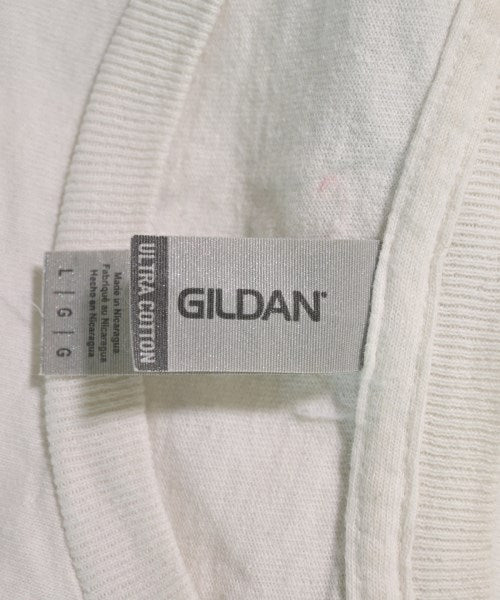 GILDAN®
ULTRA COTTON
Made in Nicaragua
Fabriqué au Nicaragua
Hecho en Nicaragua
L | G | G